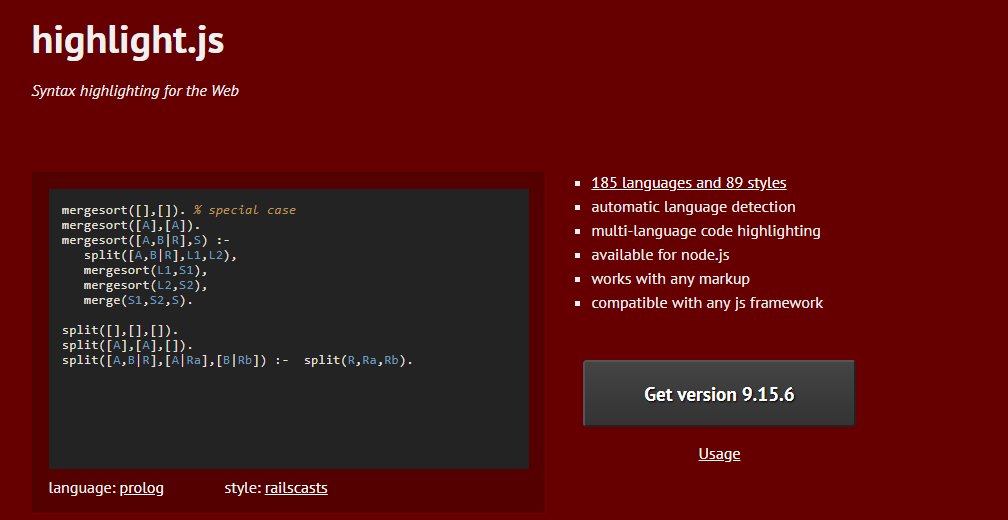 highlight.js
Syntax highlighting for the Web
mergesort([],[]). % special case
mergesort([A],[A]).
mergesort([A,B|R],S) :-
   split([A,B|R],L1,L2),
   mergesort(L1,S1),
   mergesort(L2,S2),
   merge(S1,S2,S).

split([],[],[]).
split([A],[A],[]).
split([A,B|R],[A|Ra],[B|Rb]) :-  split(R,Ra,Rb).
language: prolog
style: railscasts
185 languages and 89 styles
automatic language detection
multi-language code highlighting
available for node.js
works with any markup
compatible with any js framework
Get version 9.15.6
Usage